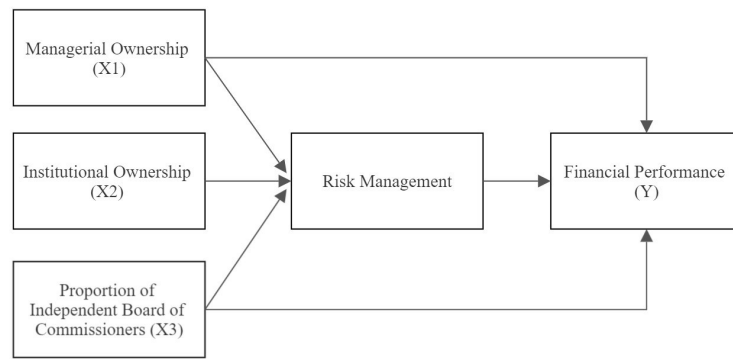 Managerial Ownership
(X1)
Institutional Ownership
(X2)
Risk Management
Financial Performance
(Y)
Proportion of
Independent Board of
Commissioners (X3)